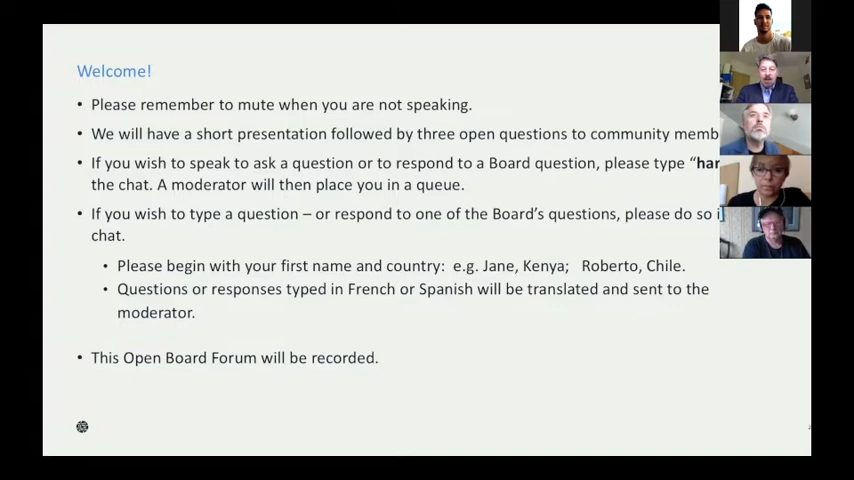 Welcome!
• Please remember to mute when you are not speaking.
• We will have a short presentation followed by three open questions to community memb
• If you wish to speak to ask a question or to respond to a Board question, please type “har
the chat. A moderator will then place you in a queue.
• If you wish to type a question – or respond to one of the Board’s questions, please do so i
chat.
• Please begin with your first name and country: e.g. Jane, Kenya; Roberto, Chile.
• Questions or responses typed in French or Spanish will be translated and sent to the
moderator.
• This Open Board Forum will be recorded.